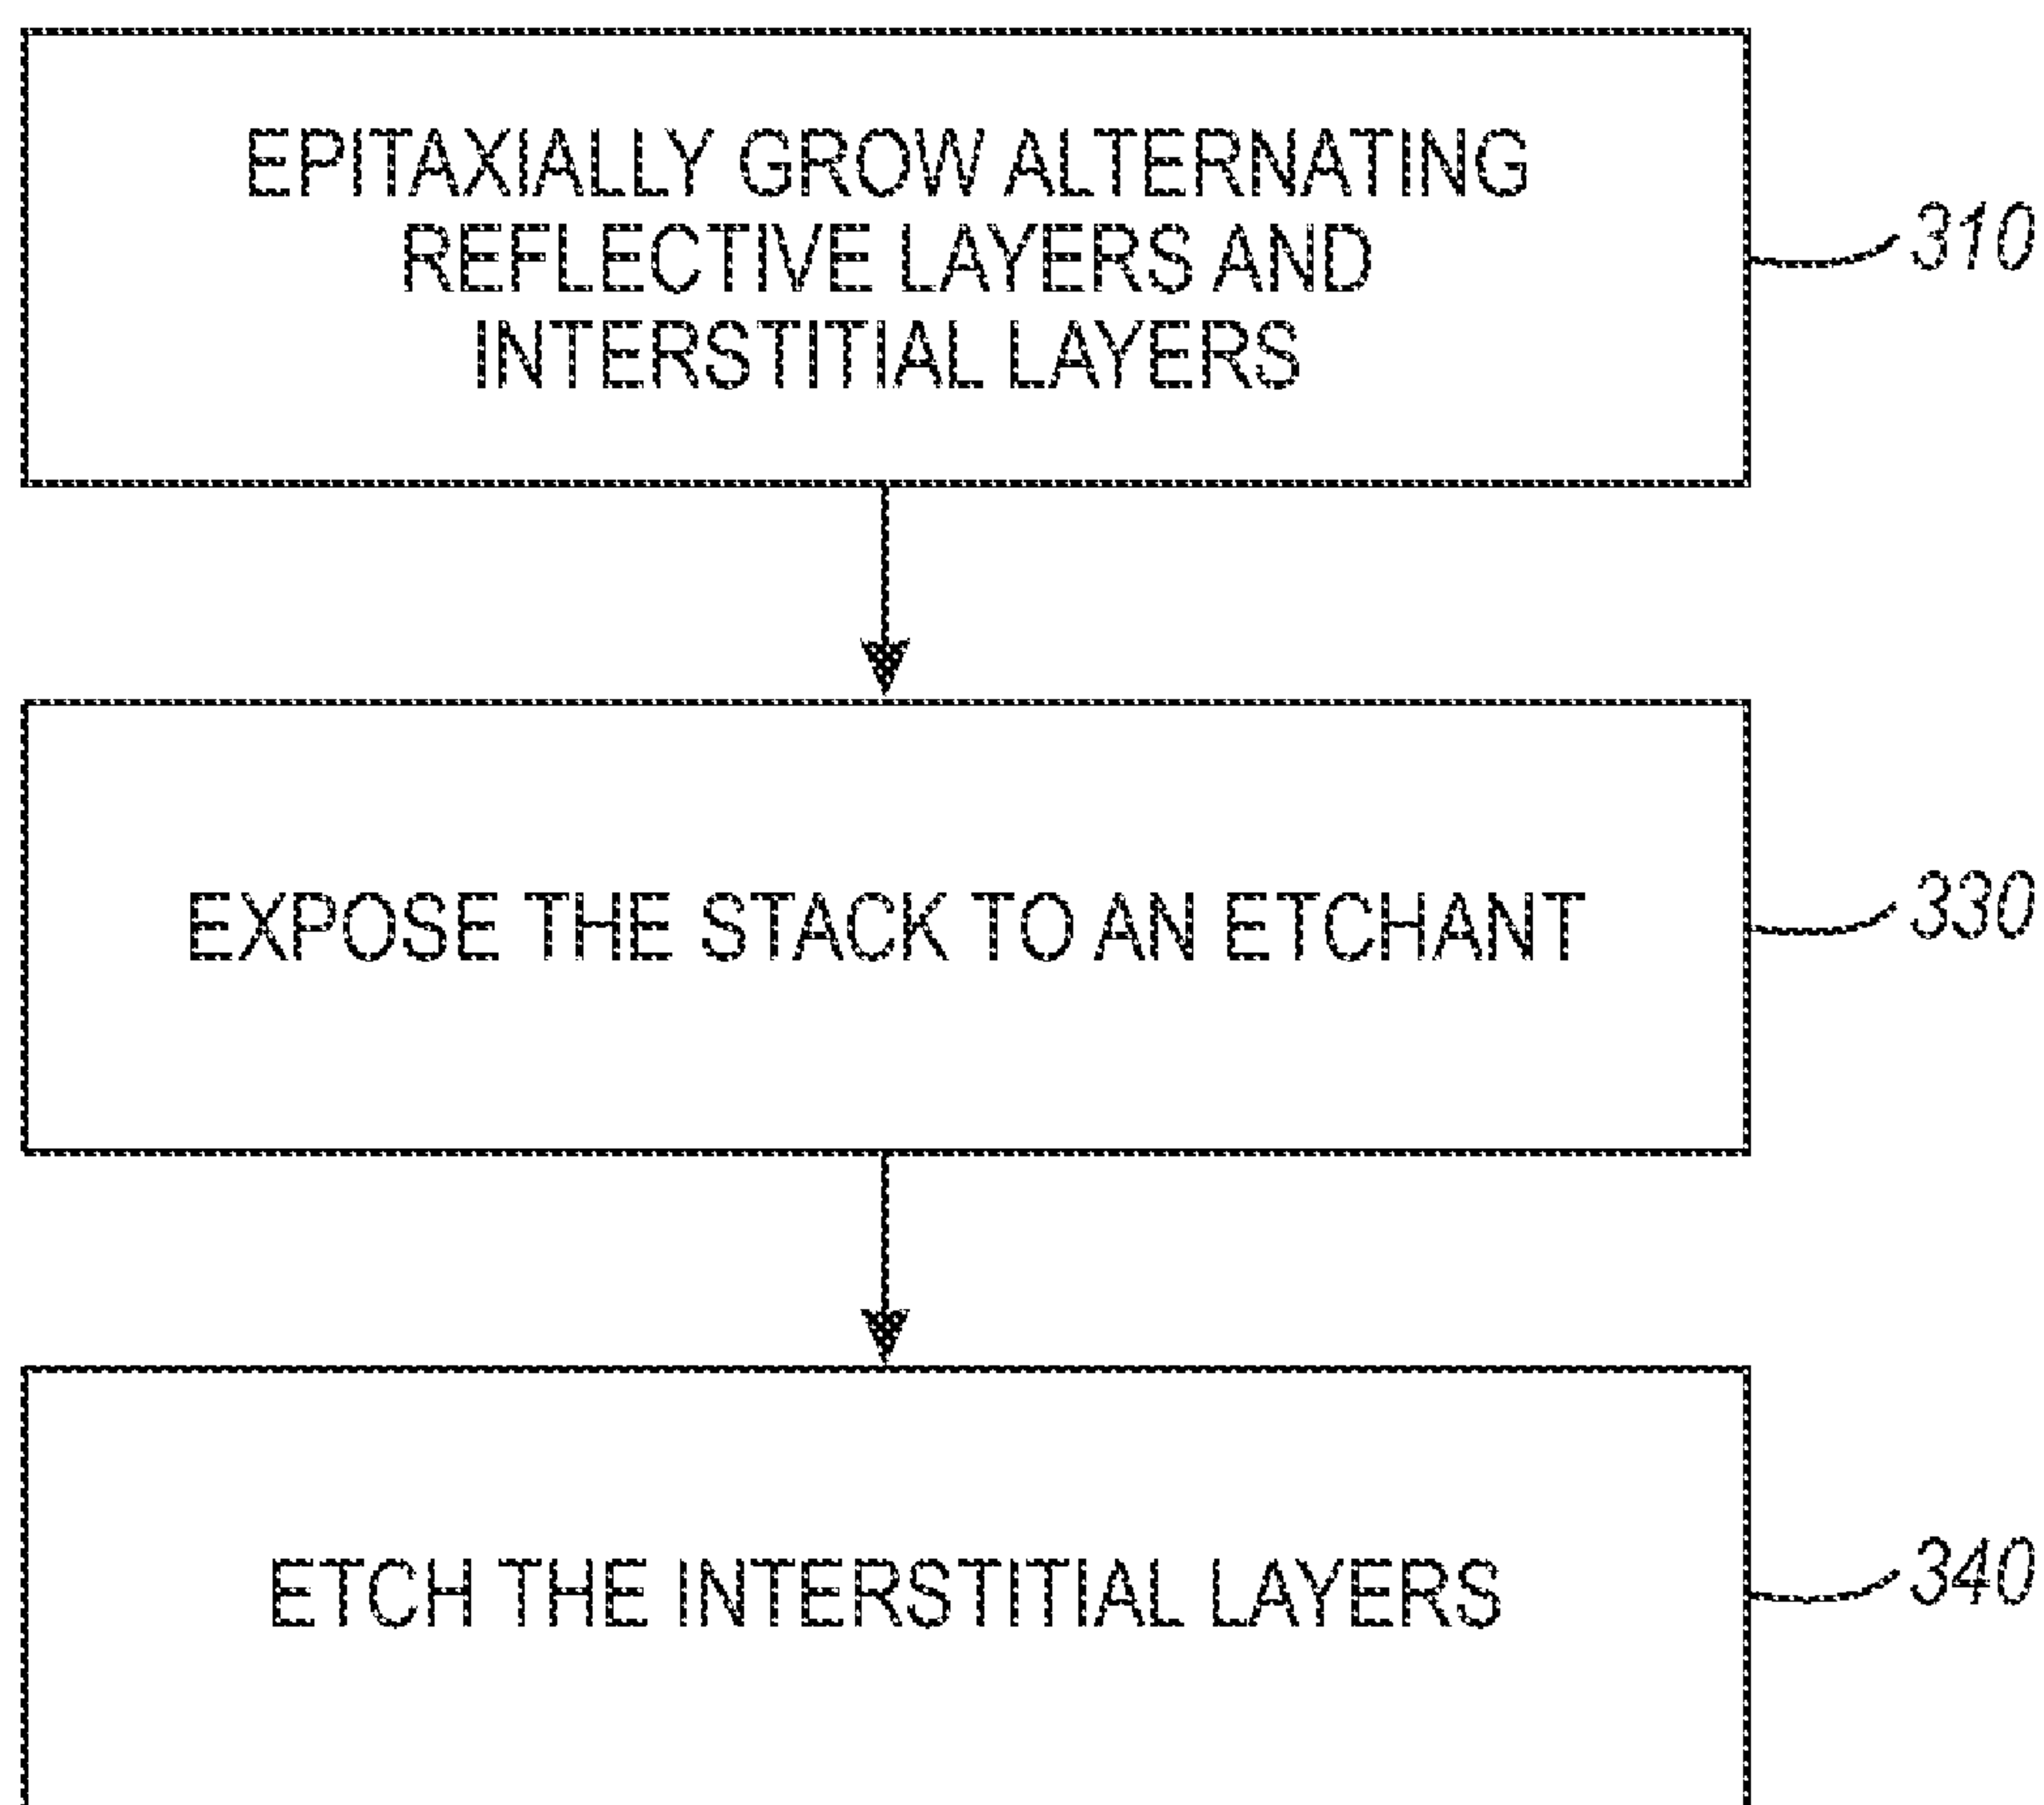 EPITAXIALLY GROW ALTERNATING
REFLECTIVE LAYERS AND
INTERSTITIAL LAYERS
310
EXPOSE THE STACK TO AN ETCHANT
330
ETCH THE INTERSTITIAL LAYERS
340